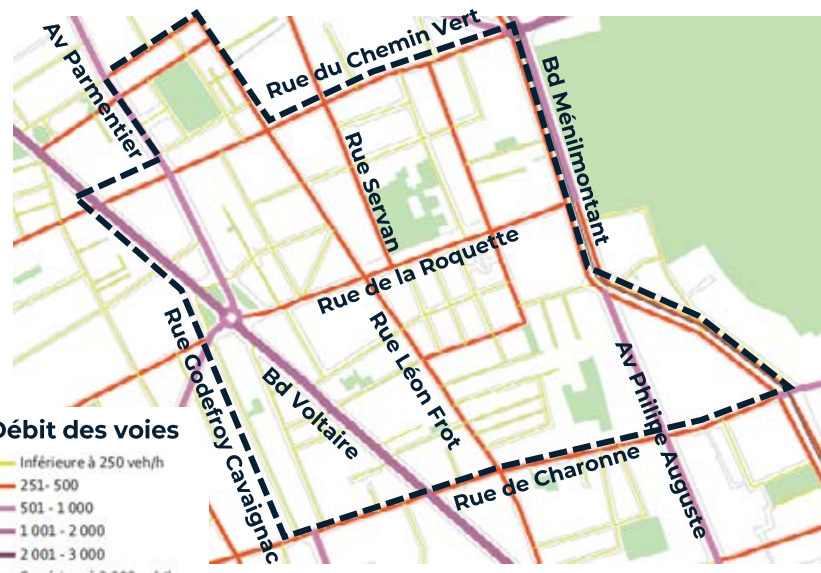 Av Parmentier
Rue du Chemin Vert
Bd Ménilmontant
Rue Servan
Rue de la Roquette
Rue Godefroy Cavaignac
Bd Voltaire
Rue Léon Frot
Av Philippe Auguste
Rue de Charonne
Débit des voies
Inférieure à 250 veh/h
251- 500
501 - 1 000
1 001 - 2 000
2 001 - 3 000